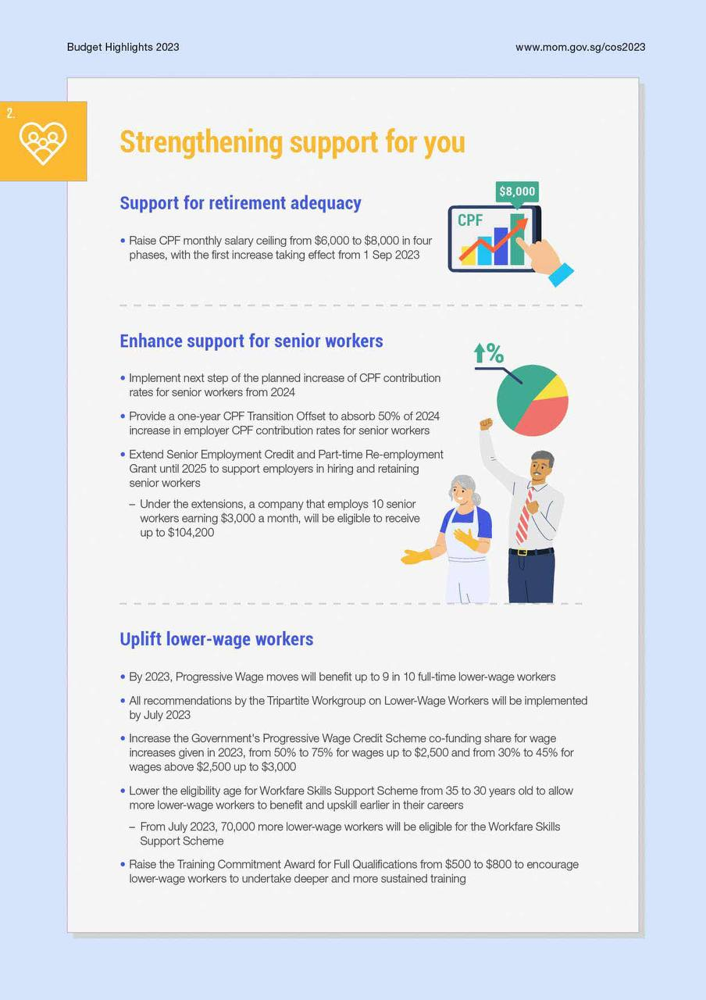 Budget Highlights 2023
www.mom.gov.sg/cos2023
2.
Strengthening support for you
Support for retirement adequacy
• Raise CPF monthly salary ceiling from $6,000 to $8,000 in four
phases, with the first increase taking effect from 1 Sep 2023
$8,000
CPF
Enhance support for senior workers
↑%
• Implement next step of the planned increase of CPF contribution
rates for senior workers from 2024
• Provide a one-year CPF Transition Offset to absorb 50% of 2024
increase in employer CPF contribution rates for senior workers
• Extend Senior Employment Credit and Part-time Re-employment
Grant until 2025 to support employers in hiring and retaining
senior workers
– Under the extensions, a company that employs 10 senior
workers earning $3,000 a month, will be eligible to receive
up to $104,200
Uplift lower-wage workers
• By 2023, Progressive Wage moves will benefit up to 9 in 10 full-time lower-wage workers
• All recommendations by the Tripartite Workgroup on Lower-Wage Workers will be implemented
by July 2023
• Increase the Government's Progressive Wage Credit Scheme co-funding share for wage
increases given in 2023, from 50% to 75% for wages up to $2,500 and from 30% to 45% for
wages above $2,500 up to $3,000
• Lower the eligibility age for Workfare Skills Support Scheme from 35 to 30 years old to allow
more lower-wage workers to benefit and upskill earlier in their careers
– From July 2023, 70,000 more lower-wage workers will be eligible for the Workfare Skills
Support Scheme
• Raise the Training Commitment Award for Full Qualifications from $500 to $800 to encourage
lower-wage workers to undertake deeper and more sustained training